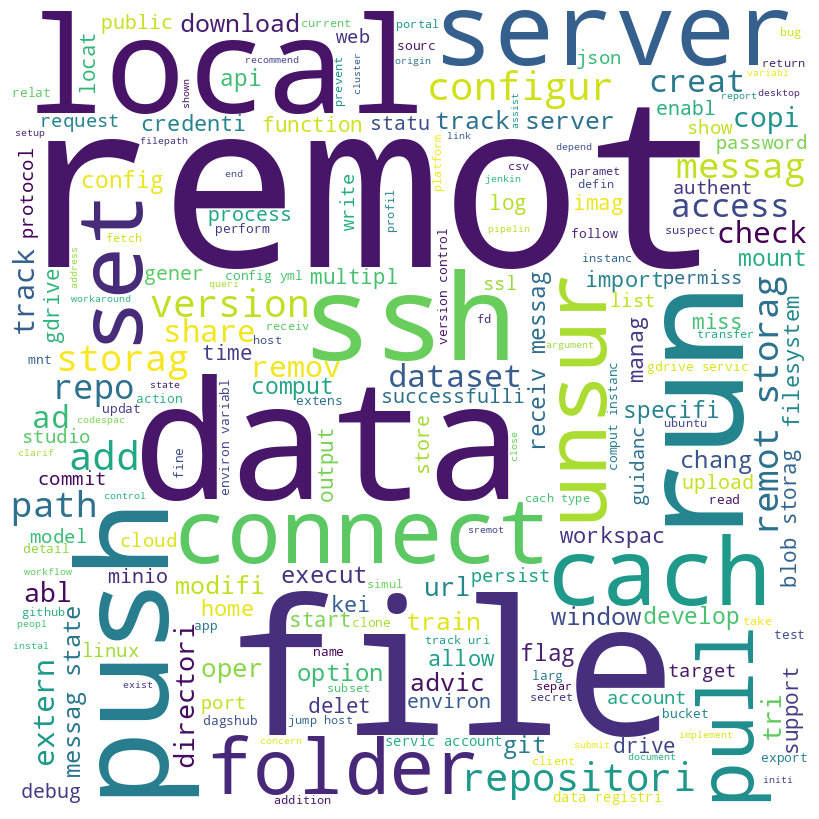 local
server
remot
data
file
ssh
run
push
connect
cach
set
unsur
pull
folder
repositori
configur
public
download
web
portal
current
sourc
recommend
origin
prevent
cluster
json
bug
return
variabl
report
desktop
locat
relat
api
shown
creat
enabl
copi
show
password
request
credenti
function
statu
track server
assist
setup
filepath
link
protocol
config
process
perform
end
write
profil
platform
log
csv
jenkin
pipelin
depend
paramet
defin
imag
follow
instanc
messag
authent
access
suspect
check
mount
track
gdrive
address
fetch
workaround
gener
config yml
queri
multipl
version control
ssl
fd
receiv messag
import
permiss
list
manag
miss
transfer
gdrive servic
argument
comput instanc
remot storag
filesystem
version
share
host
receiv
storag
time
remov
mnt
state
repo
updat
action
comput
extens
dataset
successfulli
codespac
ad
studio
clarif
commit
add
fine
environ variabl
output
store
close
specifi
guidanc
ubuntu
chang
upload
read
path
control
cach type
sremot
workspac
blob storag
model
detail
cloud
workflow
minio
abl
github
peopl
instal
linux
modifi
home
app
execut
simul
start
clone
kei
url
persist
train
window
develop
take
test
extern
messag state
directori
exist
oper
port
dagshub
name
subset
option
delet
jump host
track uri
allow
advic
environ
larg
separ
secret
flag
target
account
bucket
tri
support
implement
concern
servic account
git
client
submit
document
drive
export
initi
data registri
debug
addition